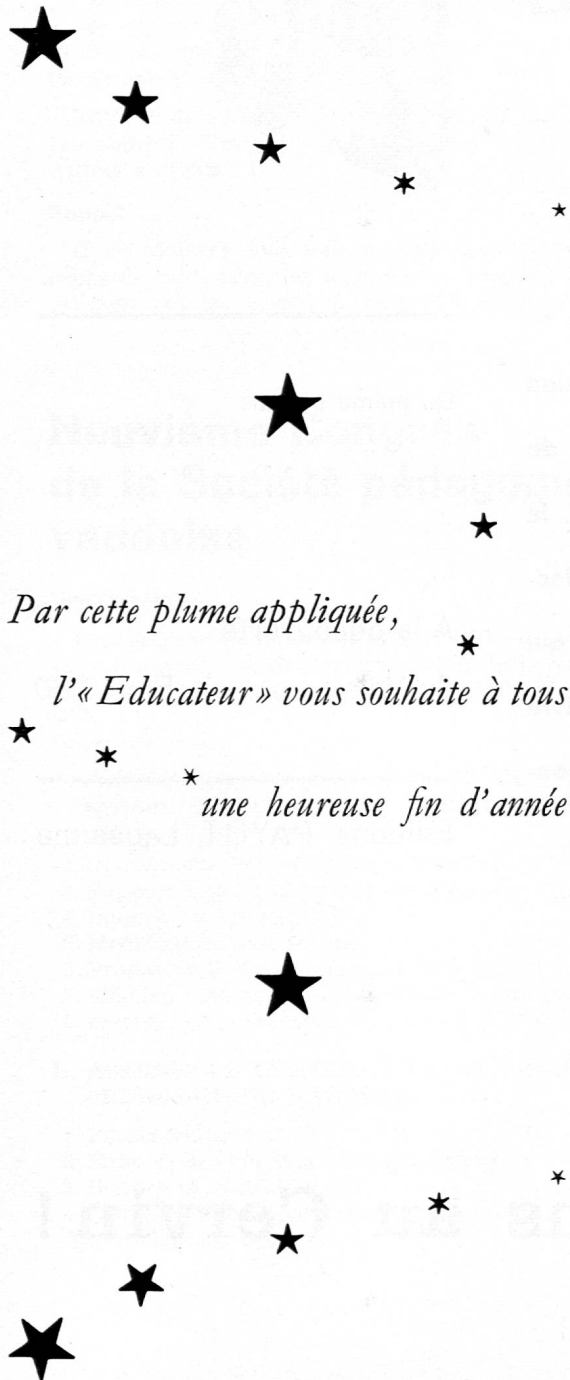 Par cette plume appliquée,
l'« Educateur » vous souhaite à tous
une heureuse fin d'année